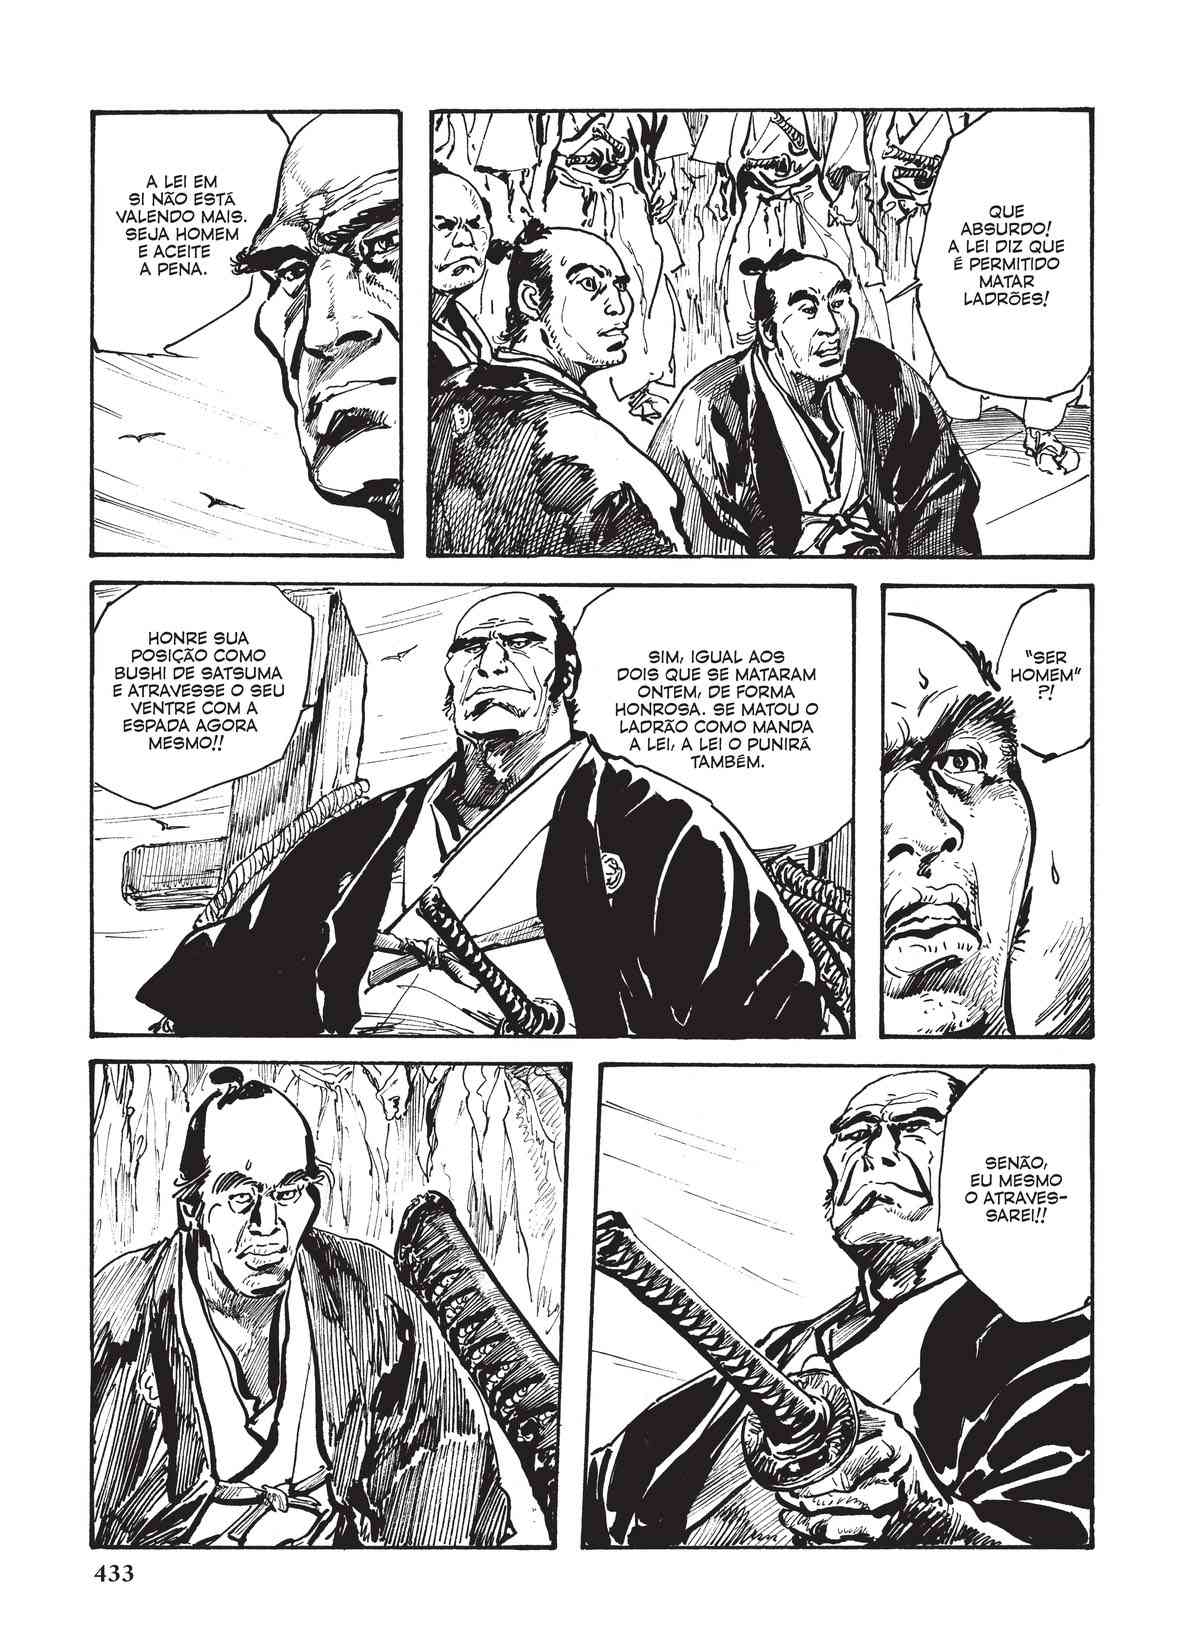 QUE
ABSURDO!
A LEI DIZ QUE
É PERMITIDO
MATAR
LADRÕES!
A LEI EM
SI NÃO ESTÁ
VALENDO MAIS.
SEJA HOMEM
E ACEITE
A PENA.
"SER
HOMEM"
?!
SIM, IGUAL AOS
DOIS QUE SE MATARAM
ONTEM, DE FORMA
HONROSA. SE MATOU O
LADRÃO COMO MANDA
A LEI, A LEI O PUNIRÁ
TAMBÉM.
HONRE SUA
POSIÇÃO COMO
BUSHI DE SATSUMA
E ATRAVESSE O SEU
VENTRE COM A
ESPADA AGORA
MESMO!!
SENÃO,
EU MESMO
O ATRAVES-
SAREI!!
433